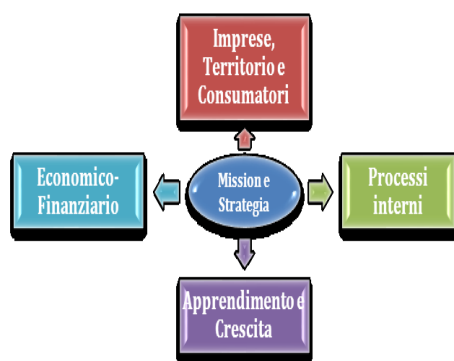 Imprese,
Territorio e
Consumatori
Economico-
Finanziario
Mission e
Strategia
Processi
interni
Apprendimento e
Crescita